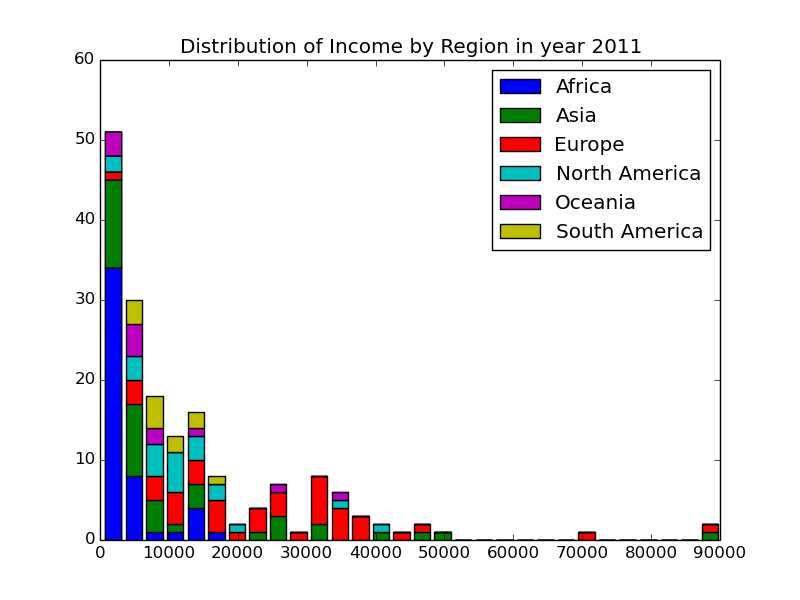 Distribution of Income by Region in year 2011
60
50
40
30
20
10
0
Africa
Asia
Europe
North America
Oceania
South America
0 10000 20000 30000 40000 50000 60000 70000 80000 90000